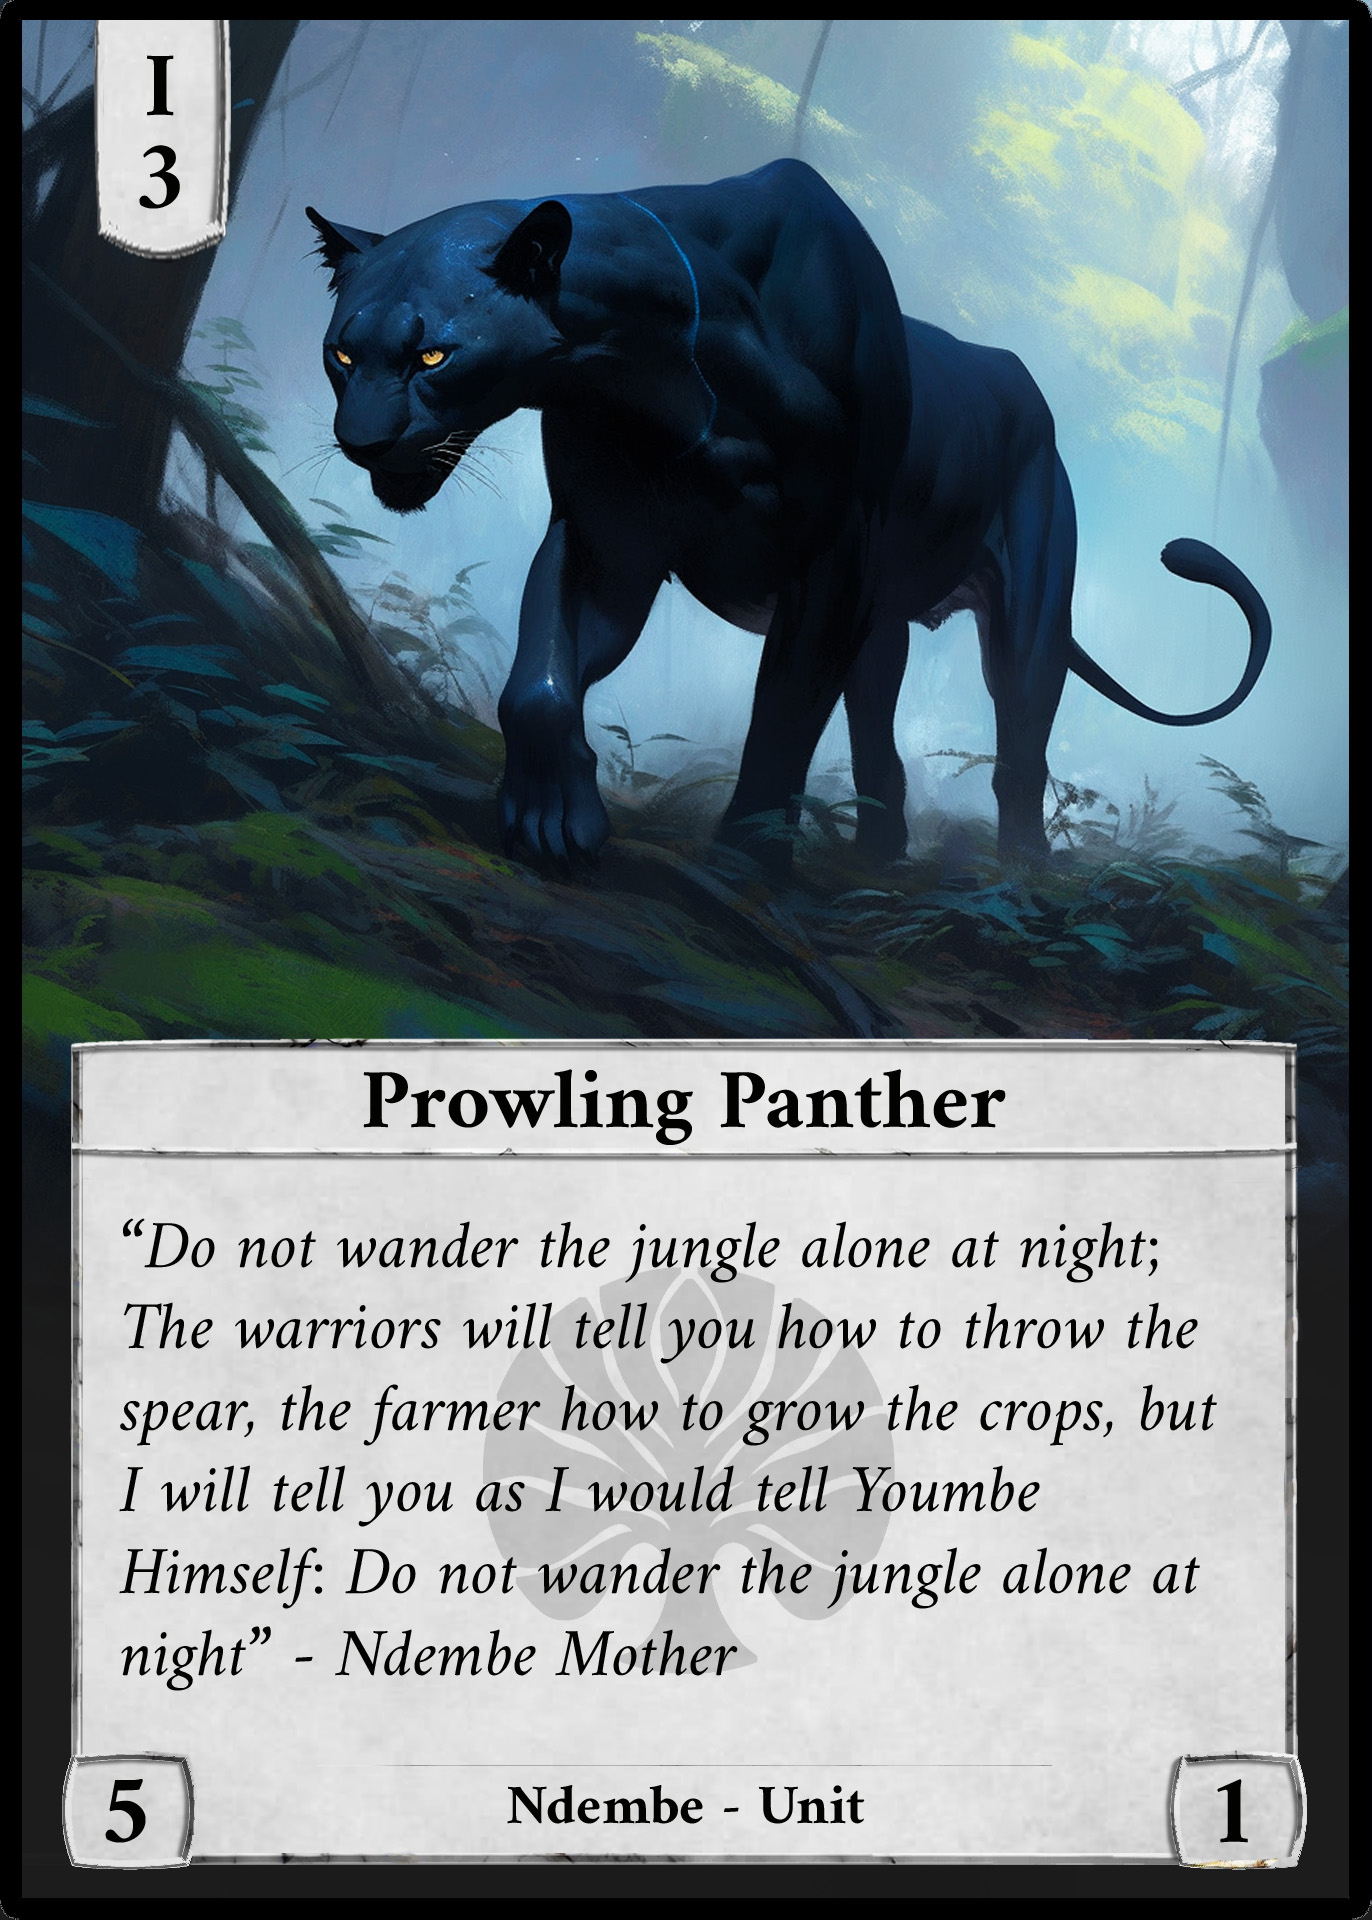 I
3
Prowling Panther
“Do not wander the jungle alone at night;
The warriors will tell you how to throw the
spear, the farmer how to grow the crops, but
I will tell you as I would tell Youmbe
Himself: Do not wander the jungle alone at
night” - Ndembe Mother
5
Ndembe - Unit
1